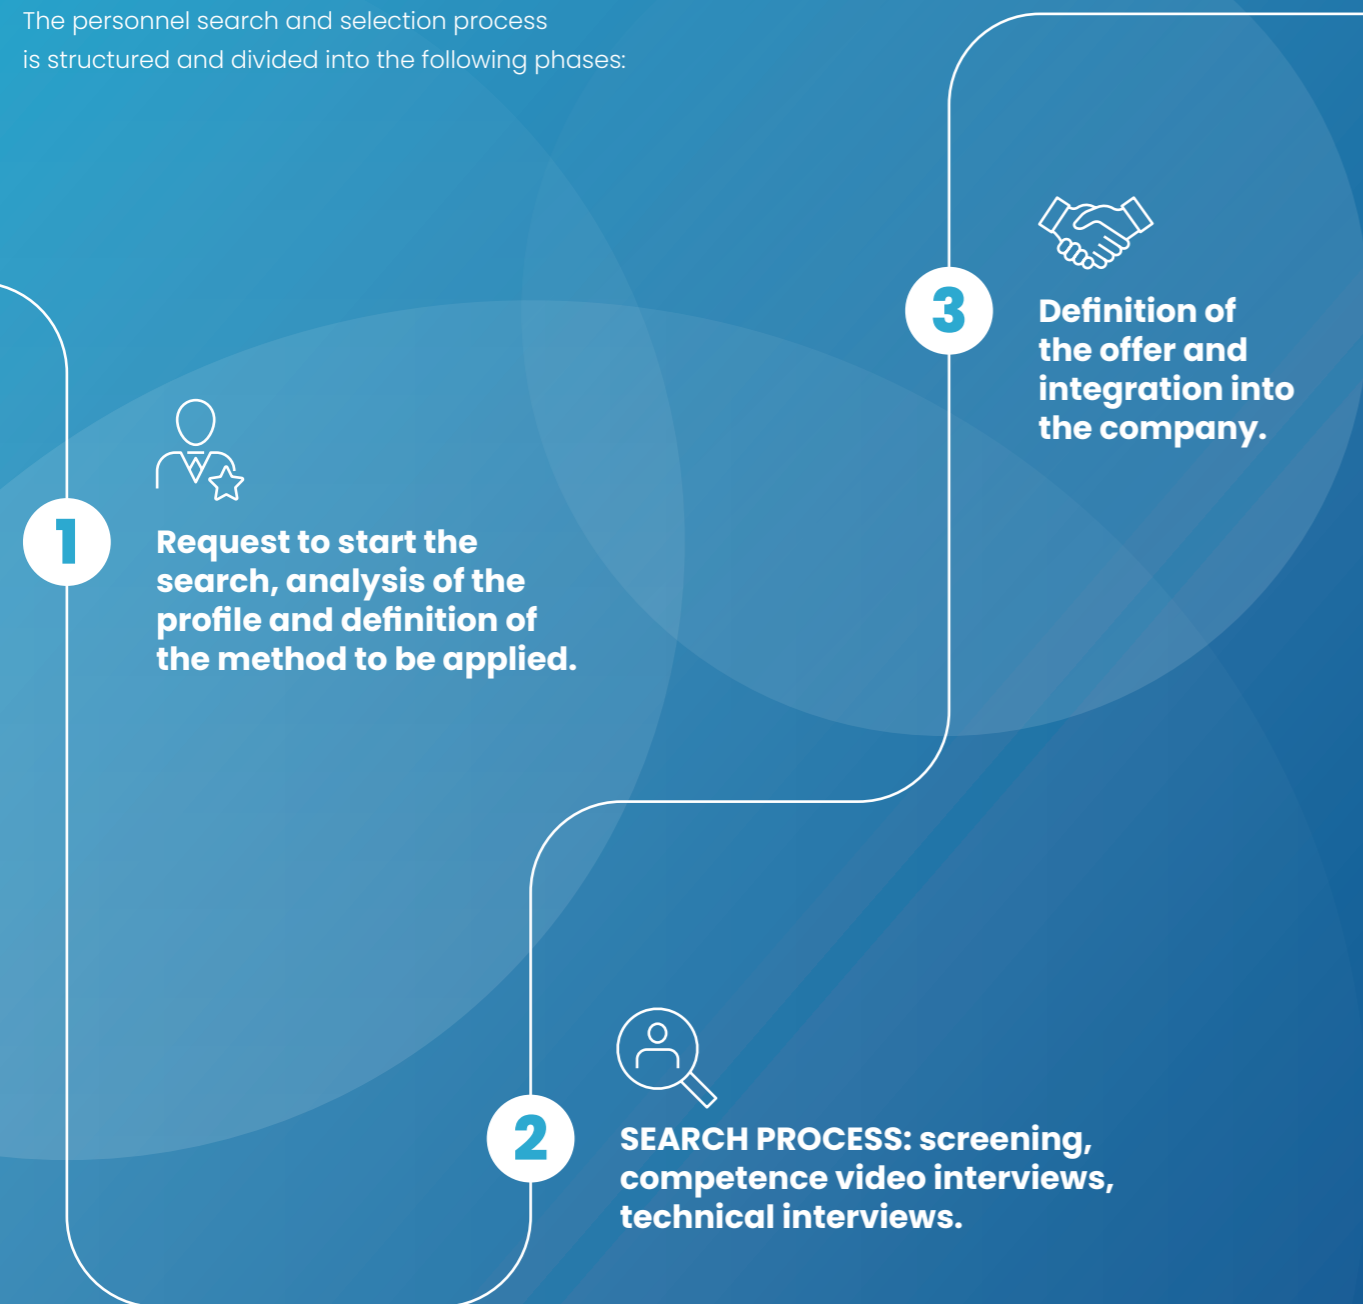 The personnel search and selection process
is structured and divided into the following phases:
1
Request to start the
search, analysis of the
profile and definition of
the method to be applied.
2
SEARCH PROCESS: screening,
competence video interviews,
technical interviews.
3
Definition of
the offer and
integration into
the company.